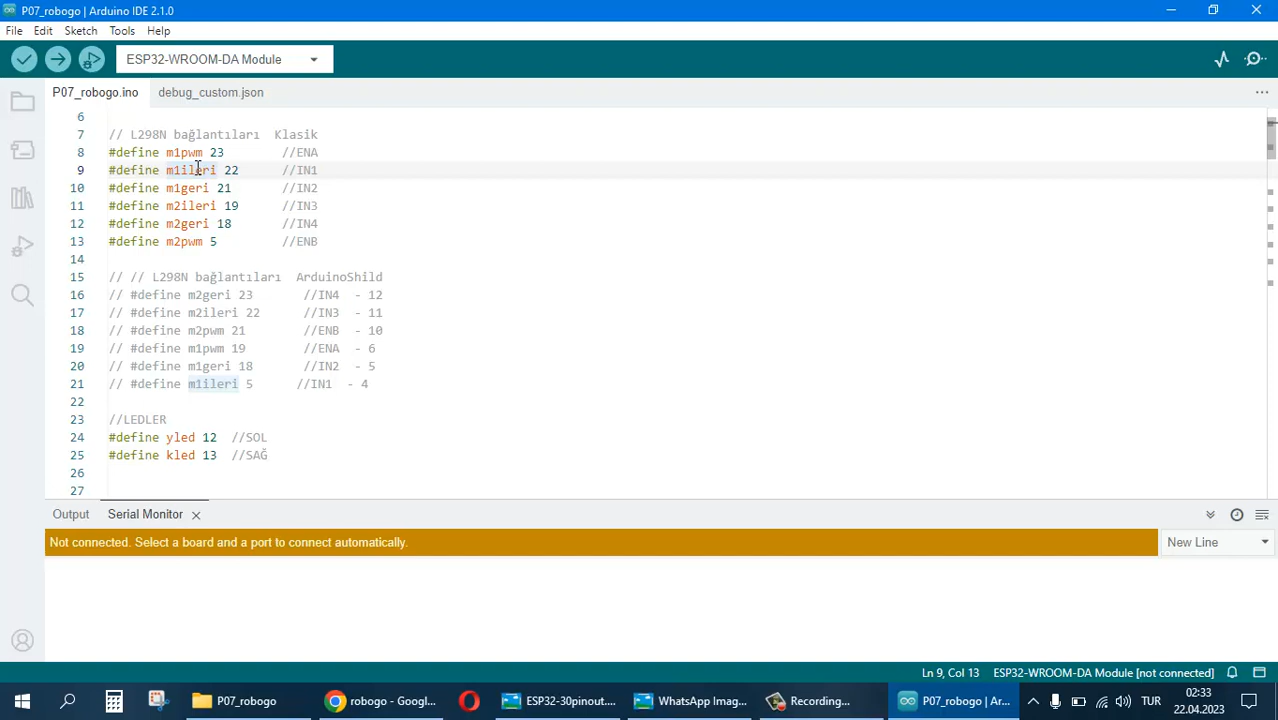 P07_robogo | Arduino IDE 2.1.0
File Edit Sketch Tools Help
ESP32-WROOM-DA Module
P07_robogo.ino debug_custom.json
6
7 // L298N bağlantıları Klasik
8 #define m1pwm 23 //ENA
9 #define m1ileri 22 //IN1
10 #define m1geri 21 //IN2
11 #define m2ileri 19 //IN3
12 #define m2geri 18 //IN4
13 #define m2pwm 5 //ENB
14
15 // // L298N bağlantıları ArduinoShild
16 // #define m2geri 23 //IN4 - 12
17 // #define m2ileri 22 //IN3 - 11
18 // #define m2pwm 21 //ENB - 10
19 // #define m1pwm 19 //ENA - 6
20 // #define m1geri 18 //IN2 - 5
21 // #define m1ileri 5 //IN1 - 4
22
23 //LEDLER
24 #define yled 12 //SOL
25 #define kled 13 //SAĞ
26
27
Output Serial Monitor
Not connected. Select a board and a port to connect automatically. New Line
Ln 9, Col 13 ESP32-WROOM-DA Module [not connected]
P07_robogo robogo - Googl... ESP32-30pinout.... WhatsApp Imag... Recording... P07_robogo | Ar... TUR 02:33
22.04.2023